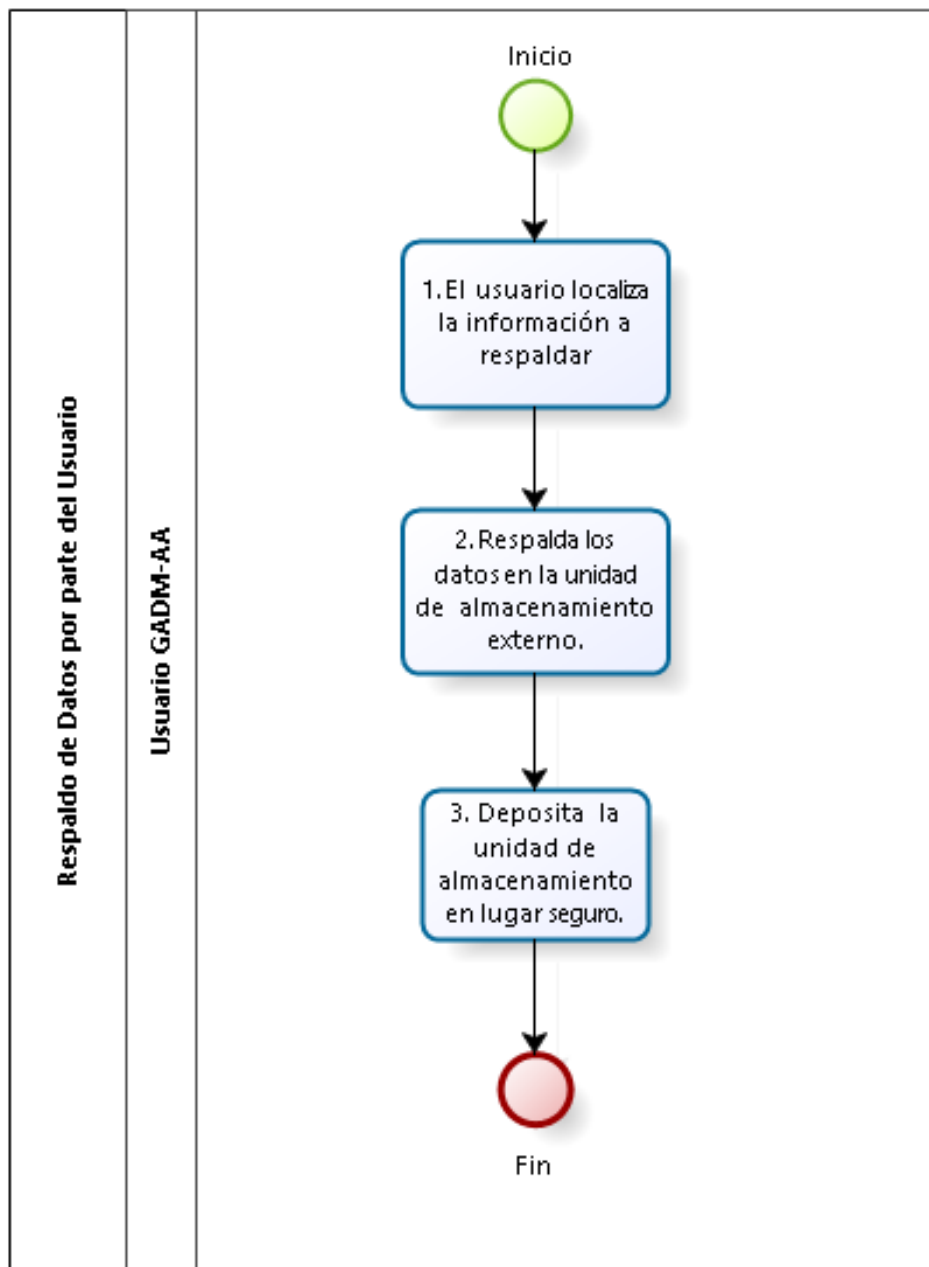 Respaldo de Datos por parte del Usuario
Usuario GADM-AA
Inicio
1. El usuario localiza
la información a
respaldar
2. Respalda los
datos en la unidad
de almacenamiento
externo.
3. Deposita la
unidad de
almacenamiento
en lugar seguro.
Fin